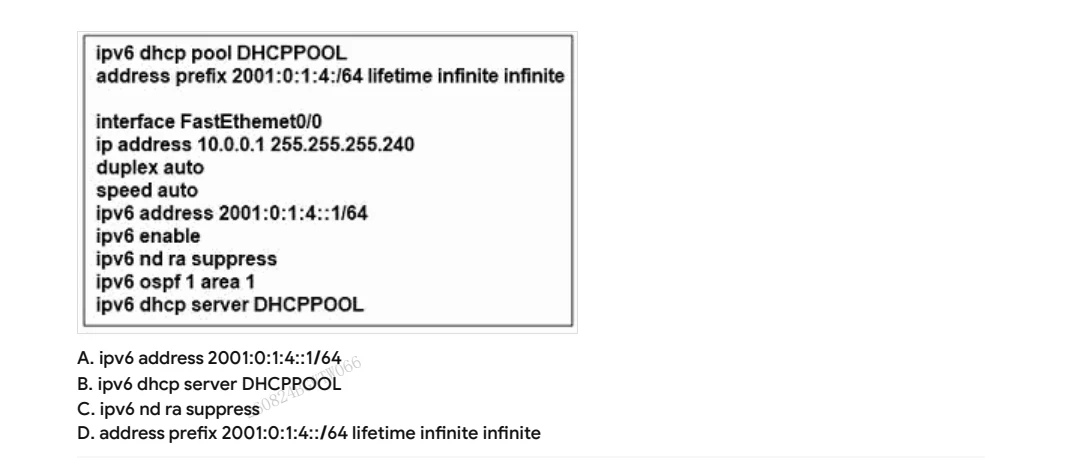 ipv6 dhcp pool DHCPPOOL
address prefix 2001:0:1:4:/64 lifetime infinite infinite
interface FastEthemet0/0
ip address 10.0.0.1 255.255.255.240
duplex auto
speed auto
ipv6 address 2001:0:1:4::1/64
ipv6 enable
ipv6 nd ra suppress
ipv6 ospf 1 area 1
ipv6 dhcp server DHCPPOOL
A. ipv6 address 2001:0:1:4::1/64
B. ipv6 dhcp server DHCPPOOL
C. ipv6 nd ra suppress
D. address prefix 2001:0:1:4::/64 lifetime infinite infinite